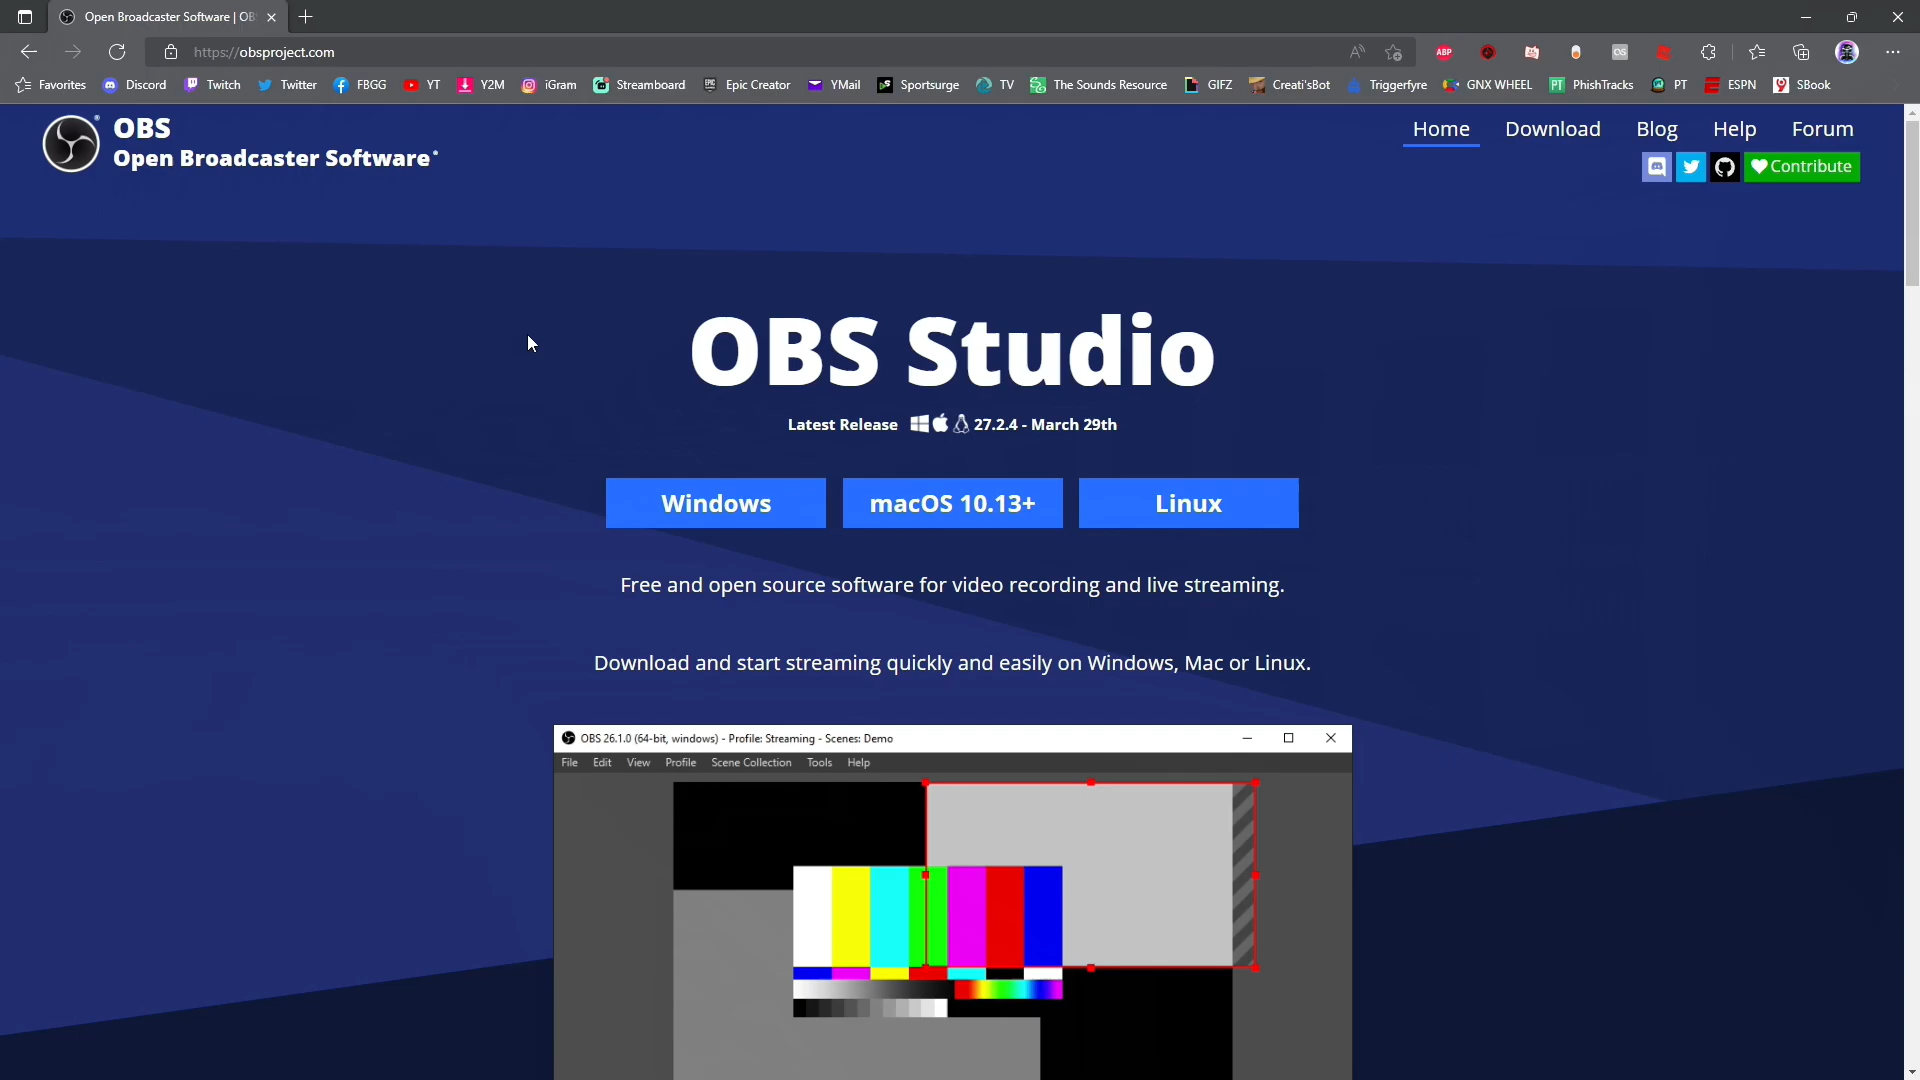 Open Broadcaster Software | OB
https://obsproject.com
ABP
Favorites Discord Twitch Twitter FBGG YT Y2M iGram Streamboard Epic Creator YMail Sportsurge TV The Sounds Resource GIFZ Creati'sBot Triggerfyre GNX WHEEL PT PhishTracks PT ESPN SBook
OBS
Open Broadcaster Software
Home Download Blog Help Forum
Contribute
OBS Studio
Latest Release 27.2.4 - March 29th
Windows macOS 10.13+ Linux
Free and open source software for video recording and live streaming.
Download and start streaming quickly and easily on Windows, Mac or Linux.
OBS 26.1.0 (64-bit, windows) - Profile: Streaming - Scenes: Demo
File Edit View Profile Scene Collection Tools Help